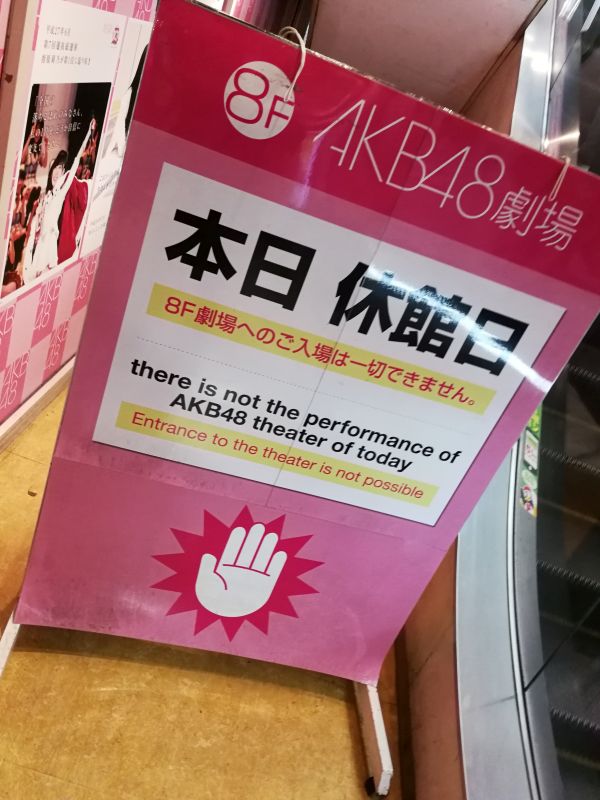 8F AKB48劇場
本日 休館日
8F劇場へのご入場は一切できません。
there is not the performance of
AKB48 theater of today
Entrance to the theater is not possible
AKB48